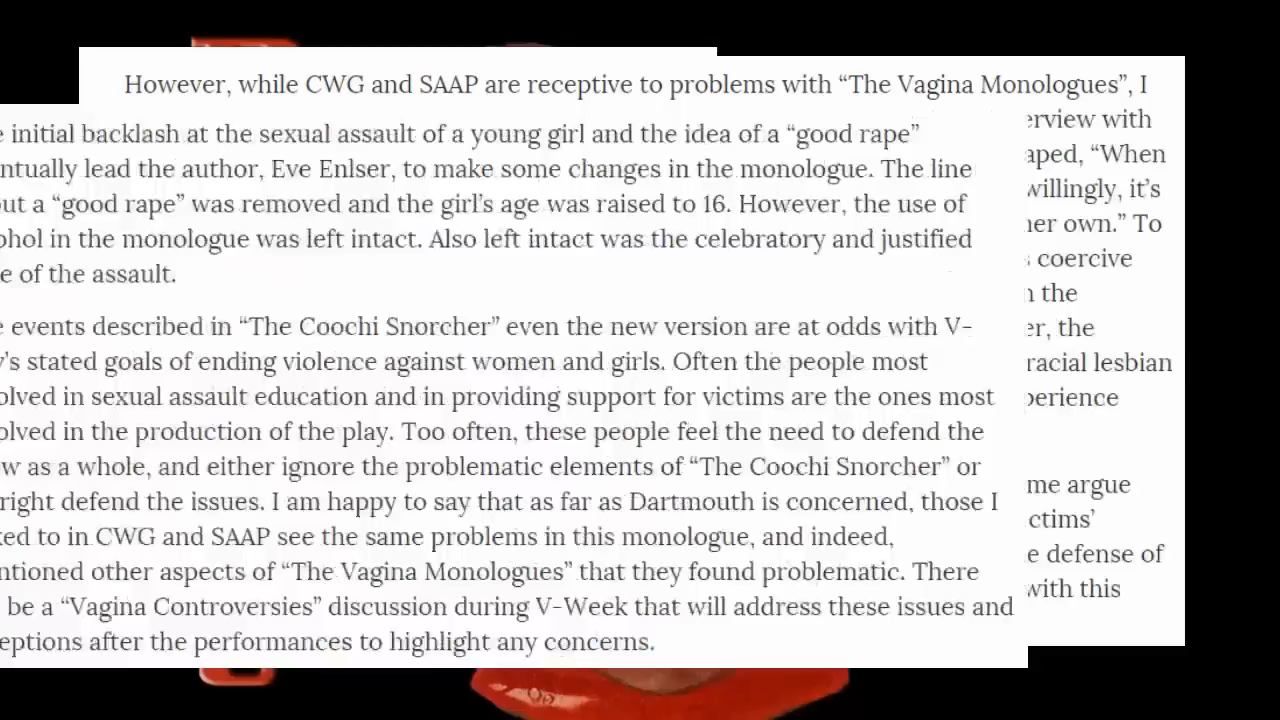 However, while CWG and SAAP are receptive to problems with “The Vagina Monologues”, I
e initial backlash at the sexual assault of a young girl and the idea of a “good rape”
ntually lead the author, Eve Enlser, to make some changes in the monologue. The line
out a “good rape” was removed and the girl’s age was raised to 16. However, the use of
ohol in the monologue was left intact. Also left intact was the celebratory and justified
e of the assault.
e events described in “The Coochi Snorcher” even the new version are at odds with V-
y’s stated goals of ending violence against women and girls. Often the people most
olved in sexual assault education and in providing support for victims are the ones most
olved in the production of the play. Too often, these people feel the need to defend the
w as a whole, and either ignore the problematic elements of “The Coochi Snorcher” or
right defend the issues. I am happy to say that as far as Dartmouth is concerned, those I
ked to in CWG and SAAP see the same problems in this monologue, and indeed,
ntioned other aspects of “The Vagina Monologues” that they found problematic. There
be a “Vagina Controversies” discussion during V-Week that will address these issues and
eptions after the performances to highlight any concerns.
erview with
aped, “When
willingly, it’s
her own.” To
s coercive
n the
er, the
racial lesbian
perience
me argue
ctims’
e defense of
with this